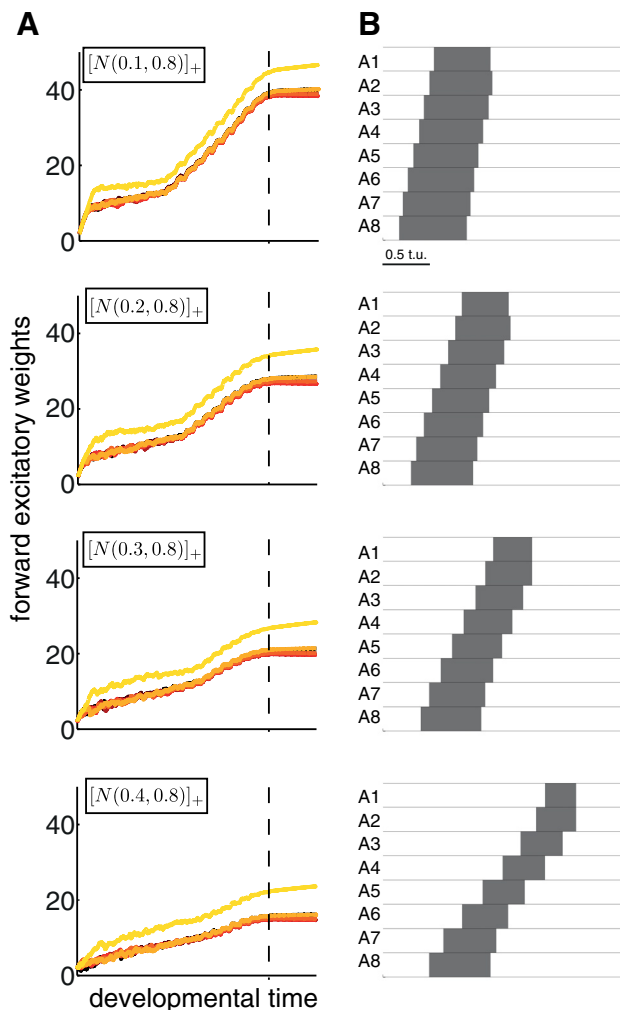 A
B
[N(0.1, 0.8)]+
40
20
0
A1
A2
A3
A4
A5
A6
A7
A8
0.5 t.u.
[N(0.2, 0.8)]+
40
20
0
A1
A2
A3
A4
A5
A6
A7
A8
forward excitatory weights
[N(0.3, 0.8)]+
40
20
0
A1
A2
A3
A4
A5
A6
A7
A8
[N(0.4, 0.8)]+
40
20
0
A1
A2
A3
A4
A5
A6
A7
A8
developmental time